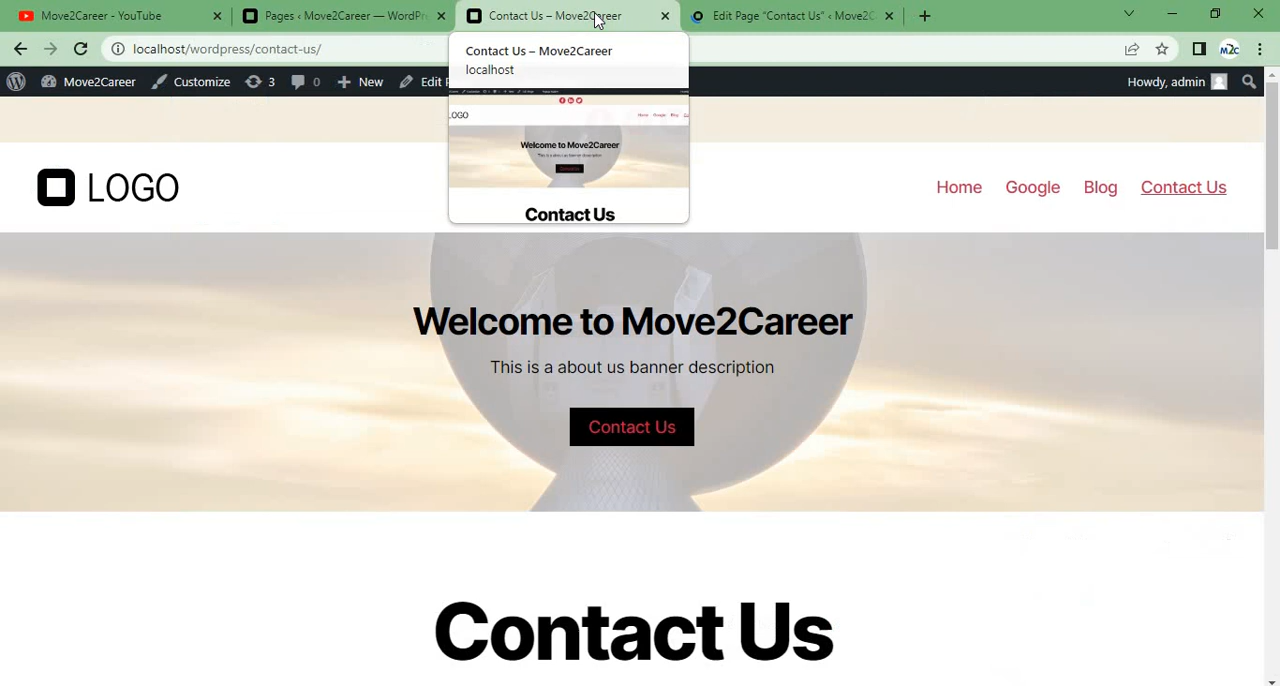 Move2Career - YouTube
Pages ‹ Move2Career — WordPr
Contact Us – Move2Career
Edit Page “Contact Us” ‹ Move2C
localhost/wordpress/contact-us/
M2C
Contact Us – Move2Career
localhost
Move2Career
Customize
3
0
New
Edit P
Howdy, admin
LOGO
Home Google Blog
Welcome to Move2Career
This is a about us banner description
Contact Us
LOGO
Home
Google
Blog
Contact Us
Welcome to Move2Career
This is a about us banner description
Contact Us
Contact Us